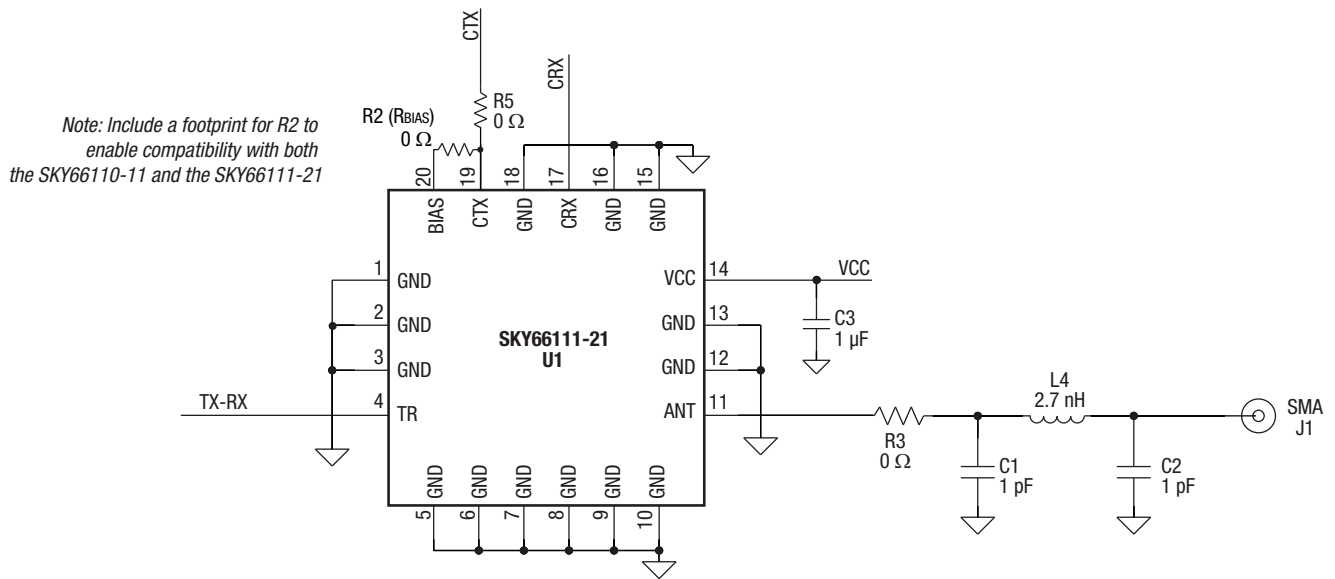 CTX
CRX
Note: Include a footprint for R2 to
enable compatibility with both
the SKY66110-11 and the SKY66111-21
R2 (RBIAS)
0 Ω
R5
0 Ω
20
19
18
17
16
15
BIAS
CTX
GND
CRX
GND
GND
1
GND
2
GND
3
GND
TX-RX
4
TR
SKY66111-21
U1
VCC
14
VCC
GND
13
GND
12
ANT
11
C3
1 µF
R3
0 Ω
L4
2.7 nH
C1
1 pF
C2
1 pF
SMA
J1
GND
GND
GND
GND
GND
GND
5
6
7
8
9
10